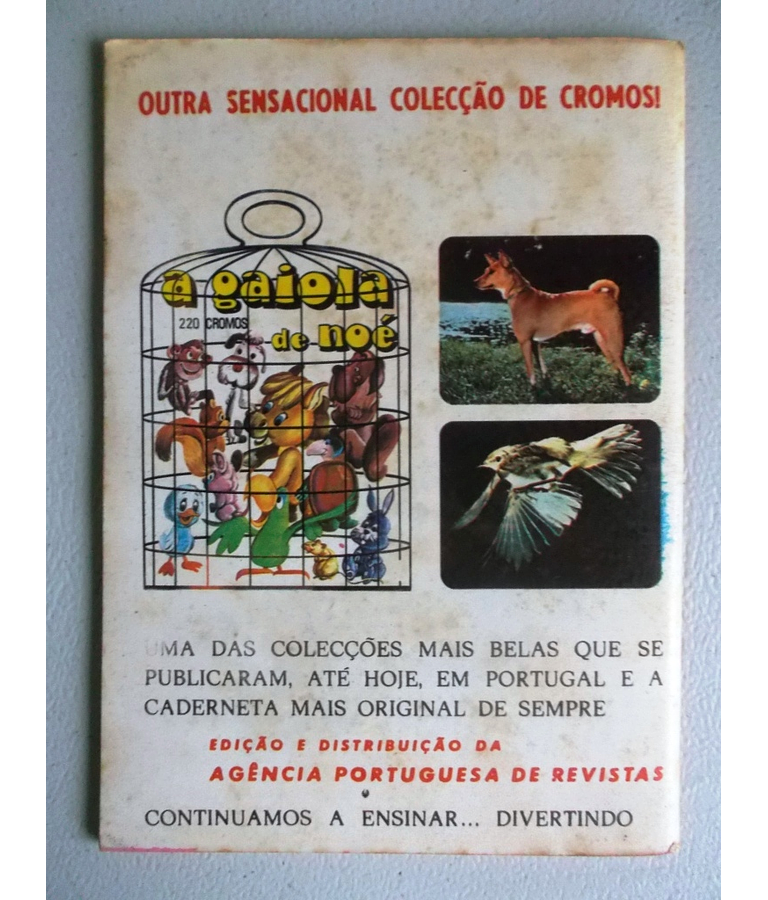 OUTRA SENSACIONAL COLECÇÃO DE CROMOS!
a gaiola
220 CROMOS
de noé
UMA DAS COLECÇÕES MAIS BELAS QUE SE
PUBLICARAM, ATÉ HOJE, EM PORTUGAL E A
CADERNETA MAIS ORIGINAL DE SEMPRE
EDIÇÃO E DISTRIBUIÇÃO DA
AGÊNCIA PORTUGUESA DE REVISTAS
CONTINUAMOS A ENSINAR... DIVERTINDO